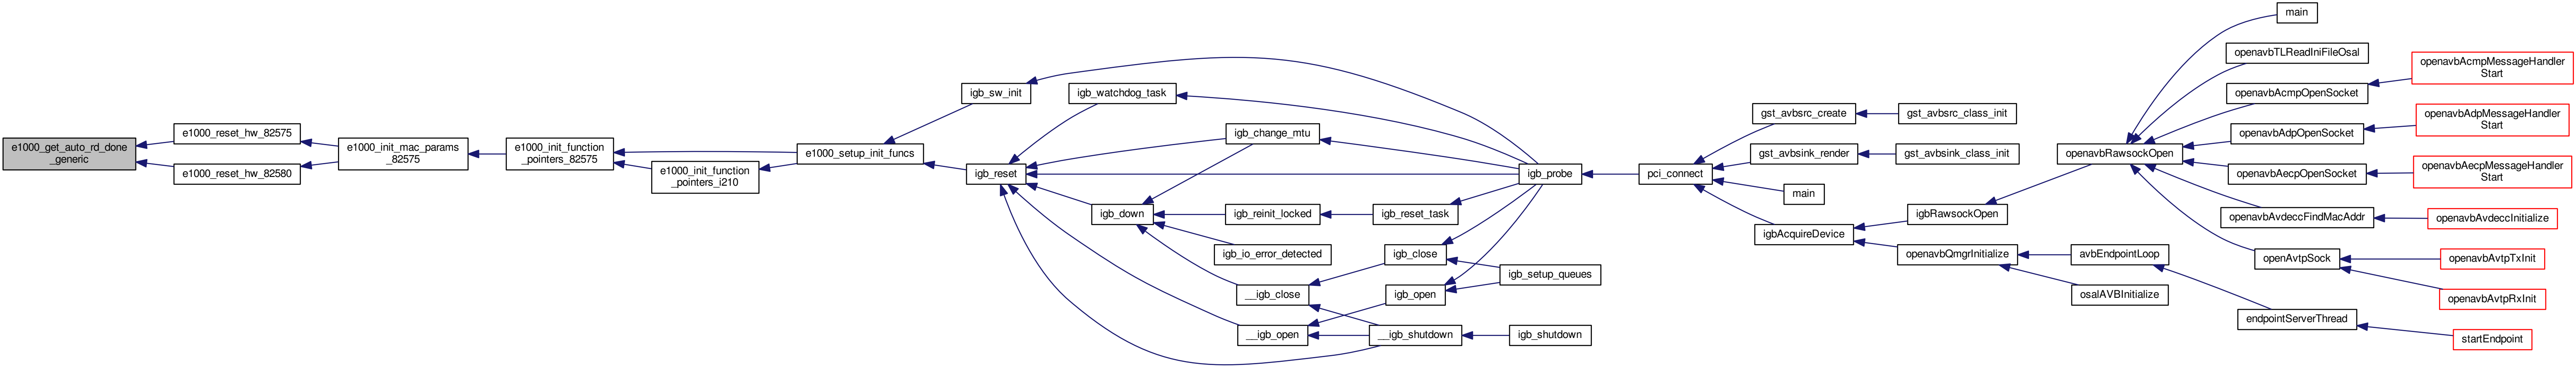 e1000_get_auto_rd_done
_generic
e1000_reset_hw_82575
e1000_reset_hw_82580
e1000_init_mac_params
_82575
e1000_init_function
_pointers_82575
e1000_init_function
_pointers_i210
e1000_setup_init_funcs
igb_sw_init
igb_reset
igb_watchdog_task
igb_change_mtu
igb_down
igb_reinit_locked
igb_reset_task
igb_io_error_detected
__igb_close
igb_close
igb_open
igb_setup_queues
__igb_open
__igb_shutdown
igb_shutdown
igb_probe
pci_connect
gst_avbsrc_create
gst_avbsrc_class_init
gst_avbsink_render
gst_avbsink_class_init
main
igbAcquireDevice
igbRawsockOpen
openavbQmgrInitialize
avbEndpointLoop
osalAVBInitialize
openavbRawsockOpen
main
openavbTLReadIniFileOsal
openavbAcmpOpenSocket
openavbAcmpMessageHandler
Start
openavbAdpOpenSocket
openavbAdpMessageHandler
Start
openavbAecpOpenSocket
openavbAecpMessageHandler
Start
openavbAvdeccFindMacAddr
openavbAvdeccInitialize
openAvtpSock
openavbAvtpTxInit
openavbAvtpRxInit
endpointServerThread
startEndpoint